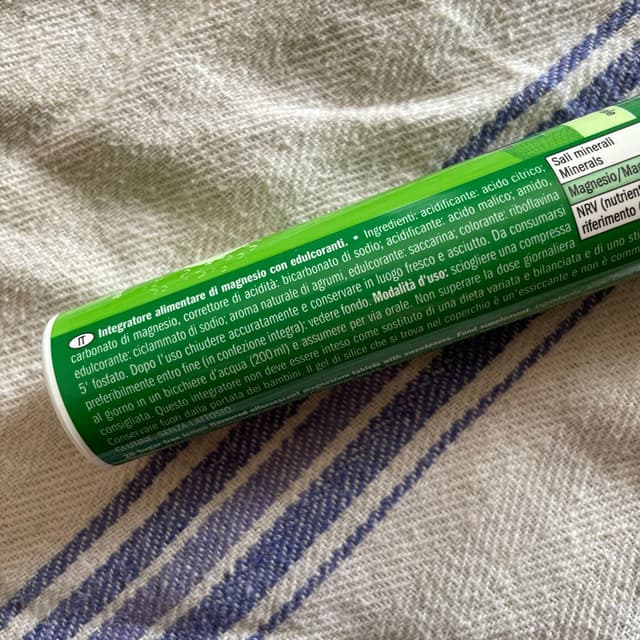 IT Integratore alimentare di magnesio con edulcoranti. • Ingredienti: acidificante: acido citrico;
carbonato di magnesio, correttore di acidità: bicarbonato di sodio, acidificante: acido malico; amido,
edulcorante: ciclammato di sodio; aroma naturale di agrumi, edulcorante: saccarina; colorante: riboflavina
5' fosfato. Dopo l'uso chiudere accuratamente e conservare in luogo fresco e asciutto. Da consumarsi
preferibilmente entro fine (in confezione integra): vedere fondo. Modalità d'uso: sciogliere una compressa
al giorno in un bicchiere d'acqua (200ml) e assumere per via orale. Non superare la dose giornaliera
consigliata. Questo integratore non deve essere inteso come sostituto di una dieta variata e bilanciata e di uno
Conservare fuori dalla portata dei bambini. Il gel di silice che si trova nel coperchio è un'essiccante e non è
SENZA LATTOSIO
Sali minerali
Minerals
Magnesio/
NRV
riferimento